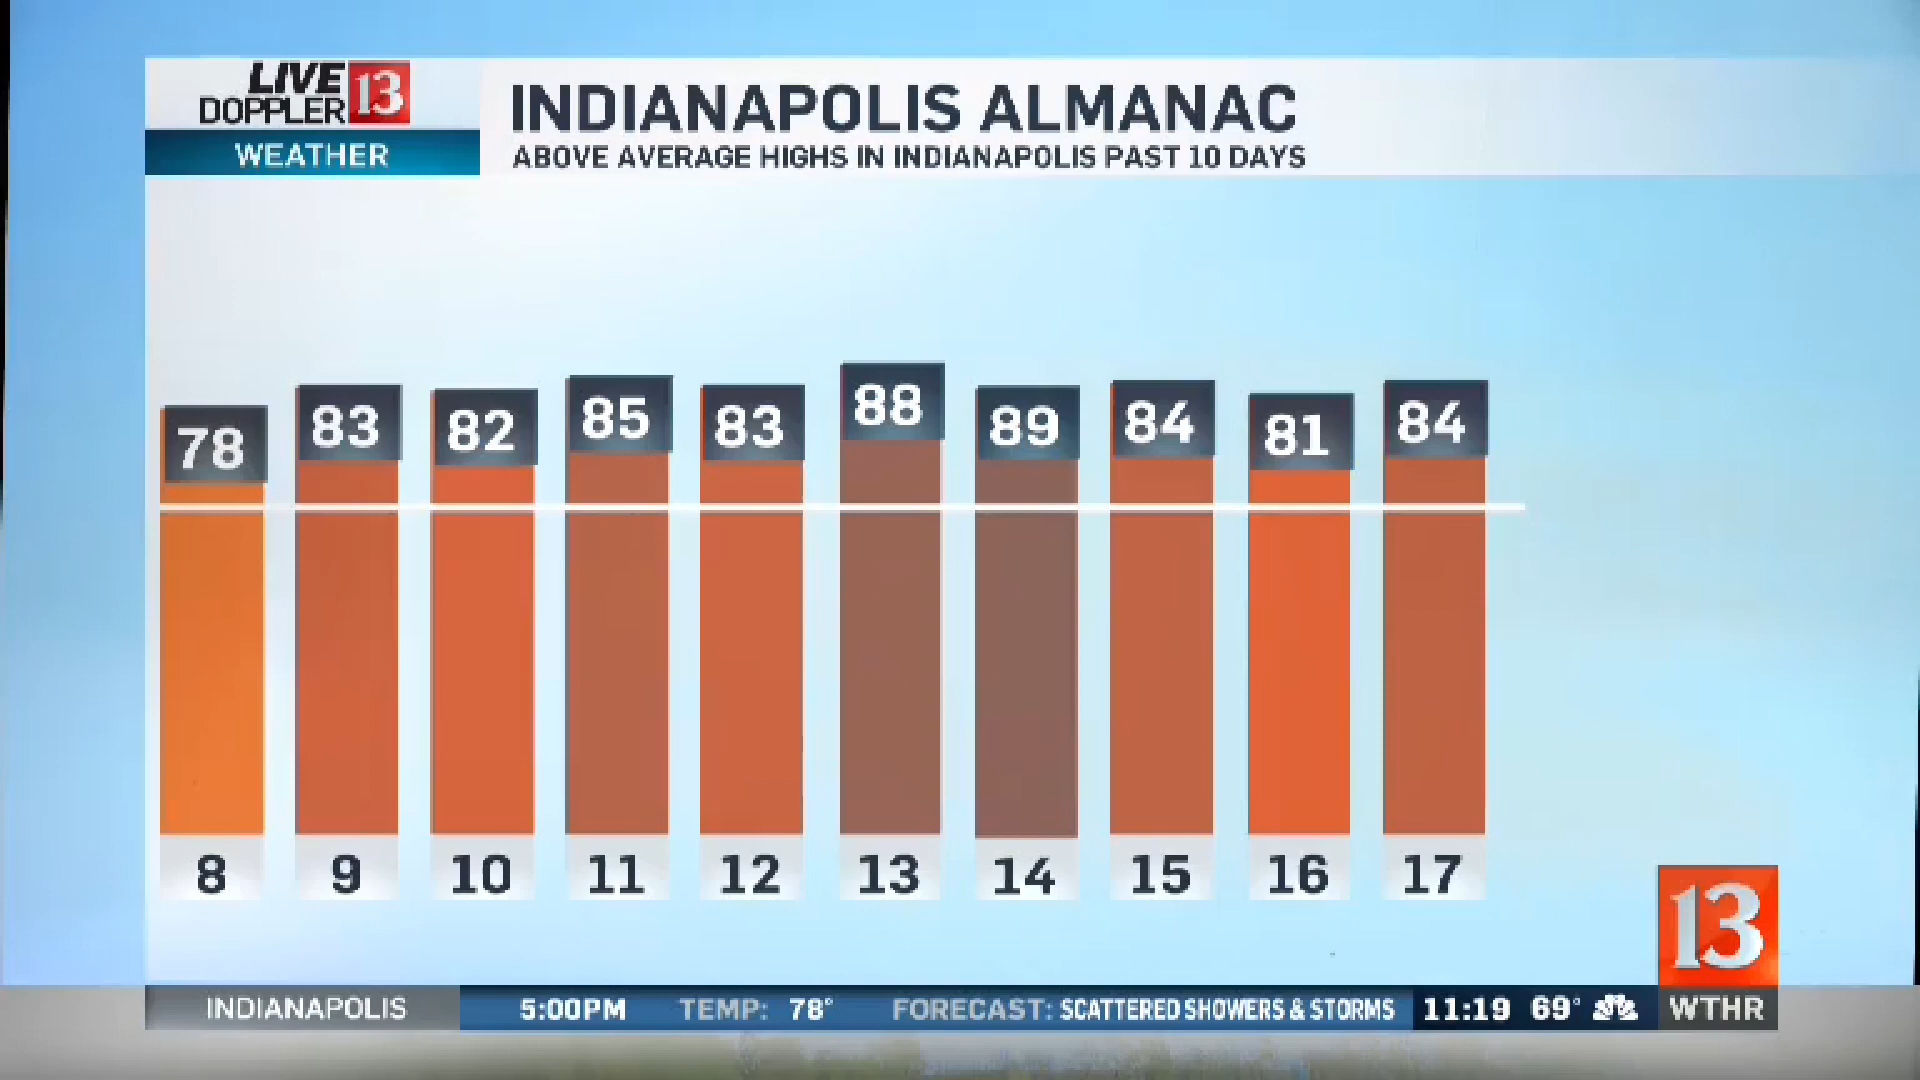 LIVE
DOPPLER 13
WEATHER
INDIANAPOLIS ALMANAC
ABOVE AVERAGE HIGHS IN INDIANAPOLIS PAST 10 DAYS
78 83 82 85 83 88 89 84 81 84
8 9 10 11 12 13 14 15 16 17
13
WTHR
INDIANAPOLIS 5:00PM TEMP: 78° FORECAST: SCATTERED SHOWERS & STORMS 11:19 69°